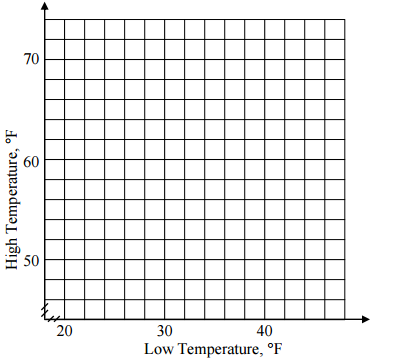 70
60
50
High Temperature, °F
20 30 40
Low Temperature, °F